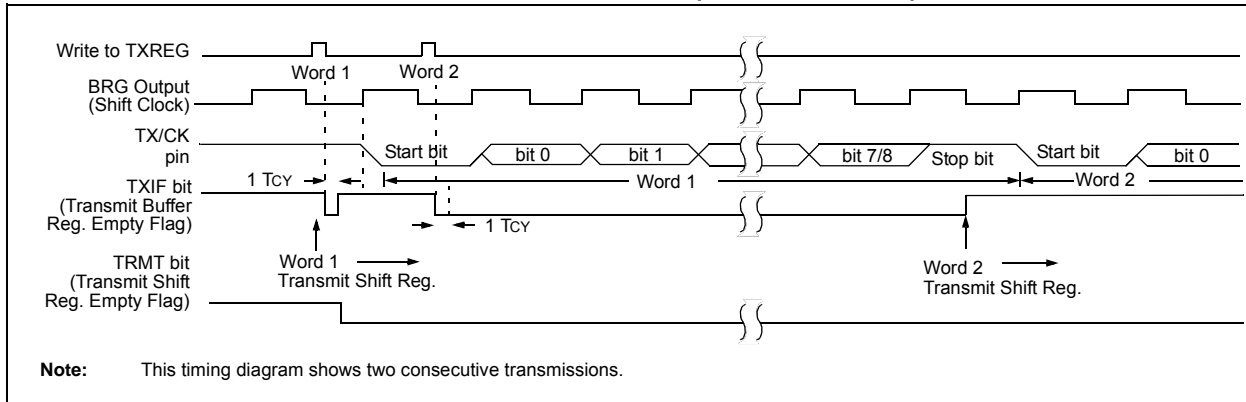 Write to TXREG
Word 1 Word 2
BRG Output
(Shift Clock)
TX/CK
pin
Start bit bit 0 bit 1 bit 7/8 Stop bit Start bit bit 0
1 TCY Word 1 Word 2
TXIF bit
(Transmit Buffer
Reg. Empty Flag)
1 TCY
Word 1
Transmit Shift Reg.
Word 2
Transmit Shift Reg.
TRMT bit
(Transmit Shift
Reg. Empty Flag)
Note: This timing diagram shows two consecutive transmissions.